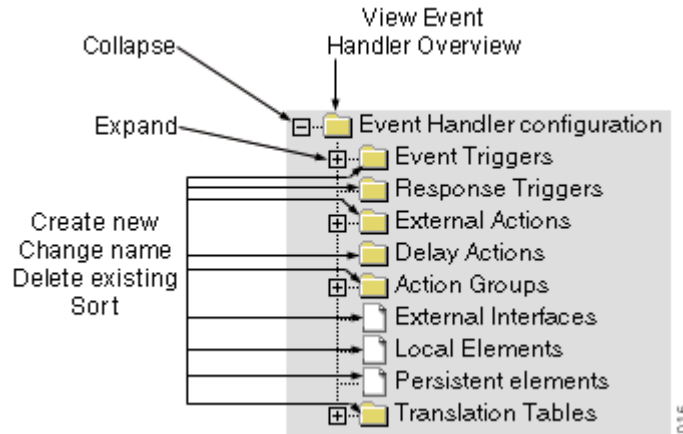 View Event
Handler Overview
Collapse
Expand
Event Handler configuration
Event Triggers
Response Triggers
External Actions
Create new
Change name
Delete existing
Sort
Delay Actions
Action Groups
External Interfaces
Local Elements
Persistent elements
Translation Tables